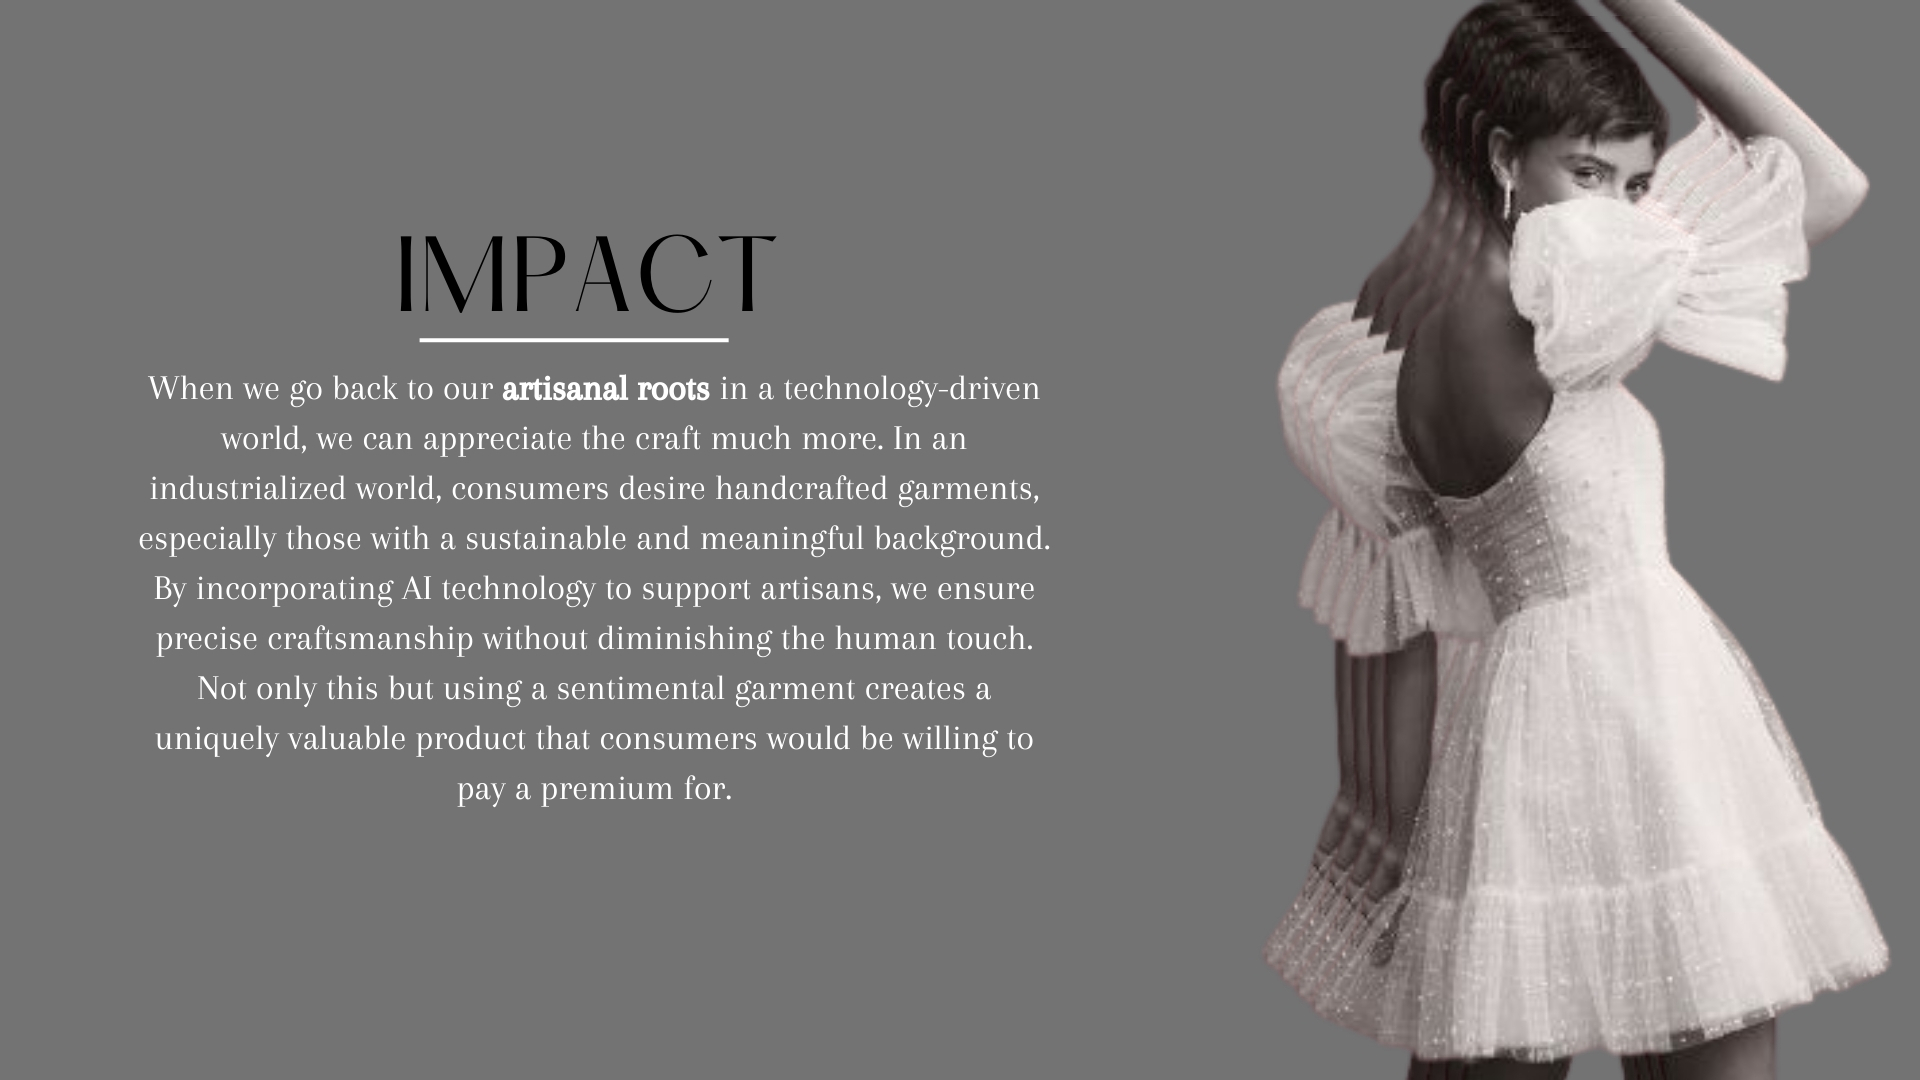 IMPACT
When we go back to our artisanal roots in a technology-driven
world, we can appreciate the craft much more. In an
industrialized world, consumers desire handcrafted garments,
especially those with a sustainable and meaningful background.
By incorporating AI technology to support artisans, we ensure
precise craftsmanship without diminishing the human touch.
Not only this but using a sentimental garment creates a
uniquely valuable product that consumers would be willing to
pay a premium for.